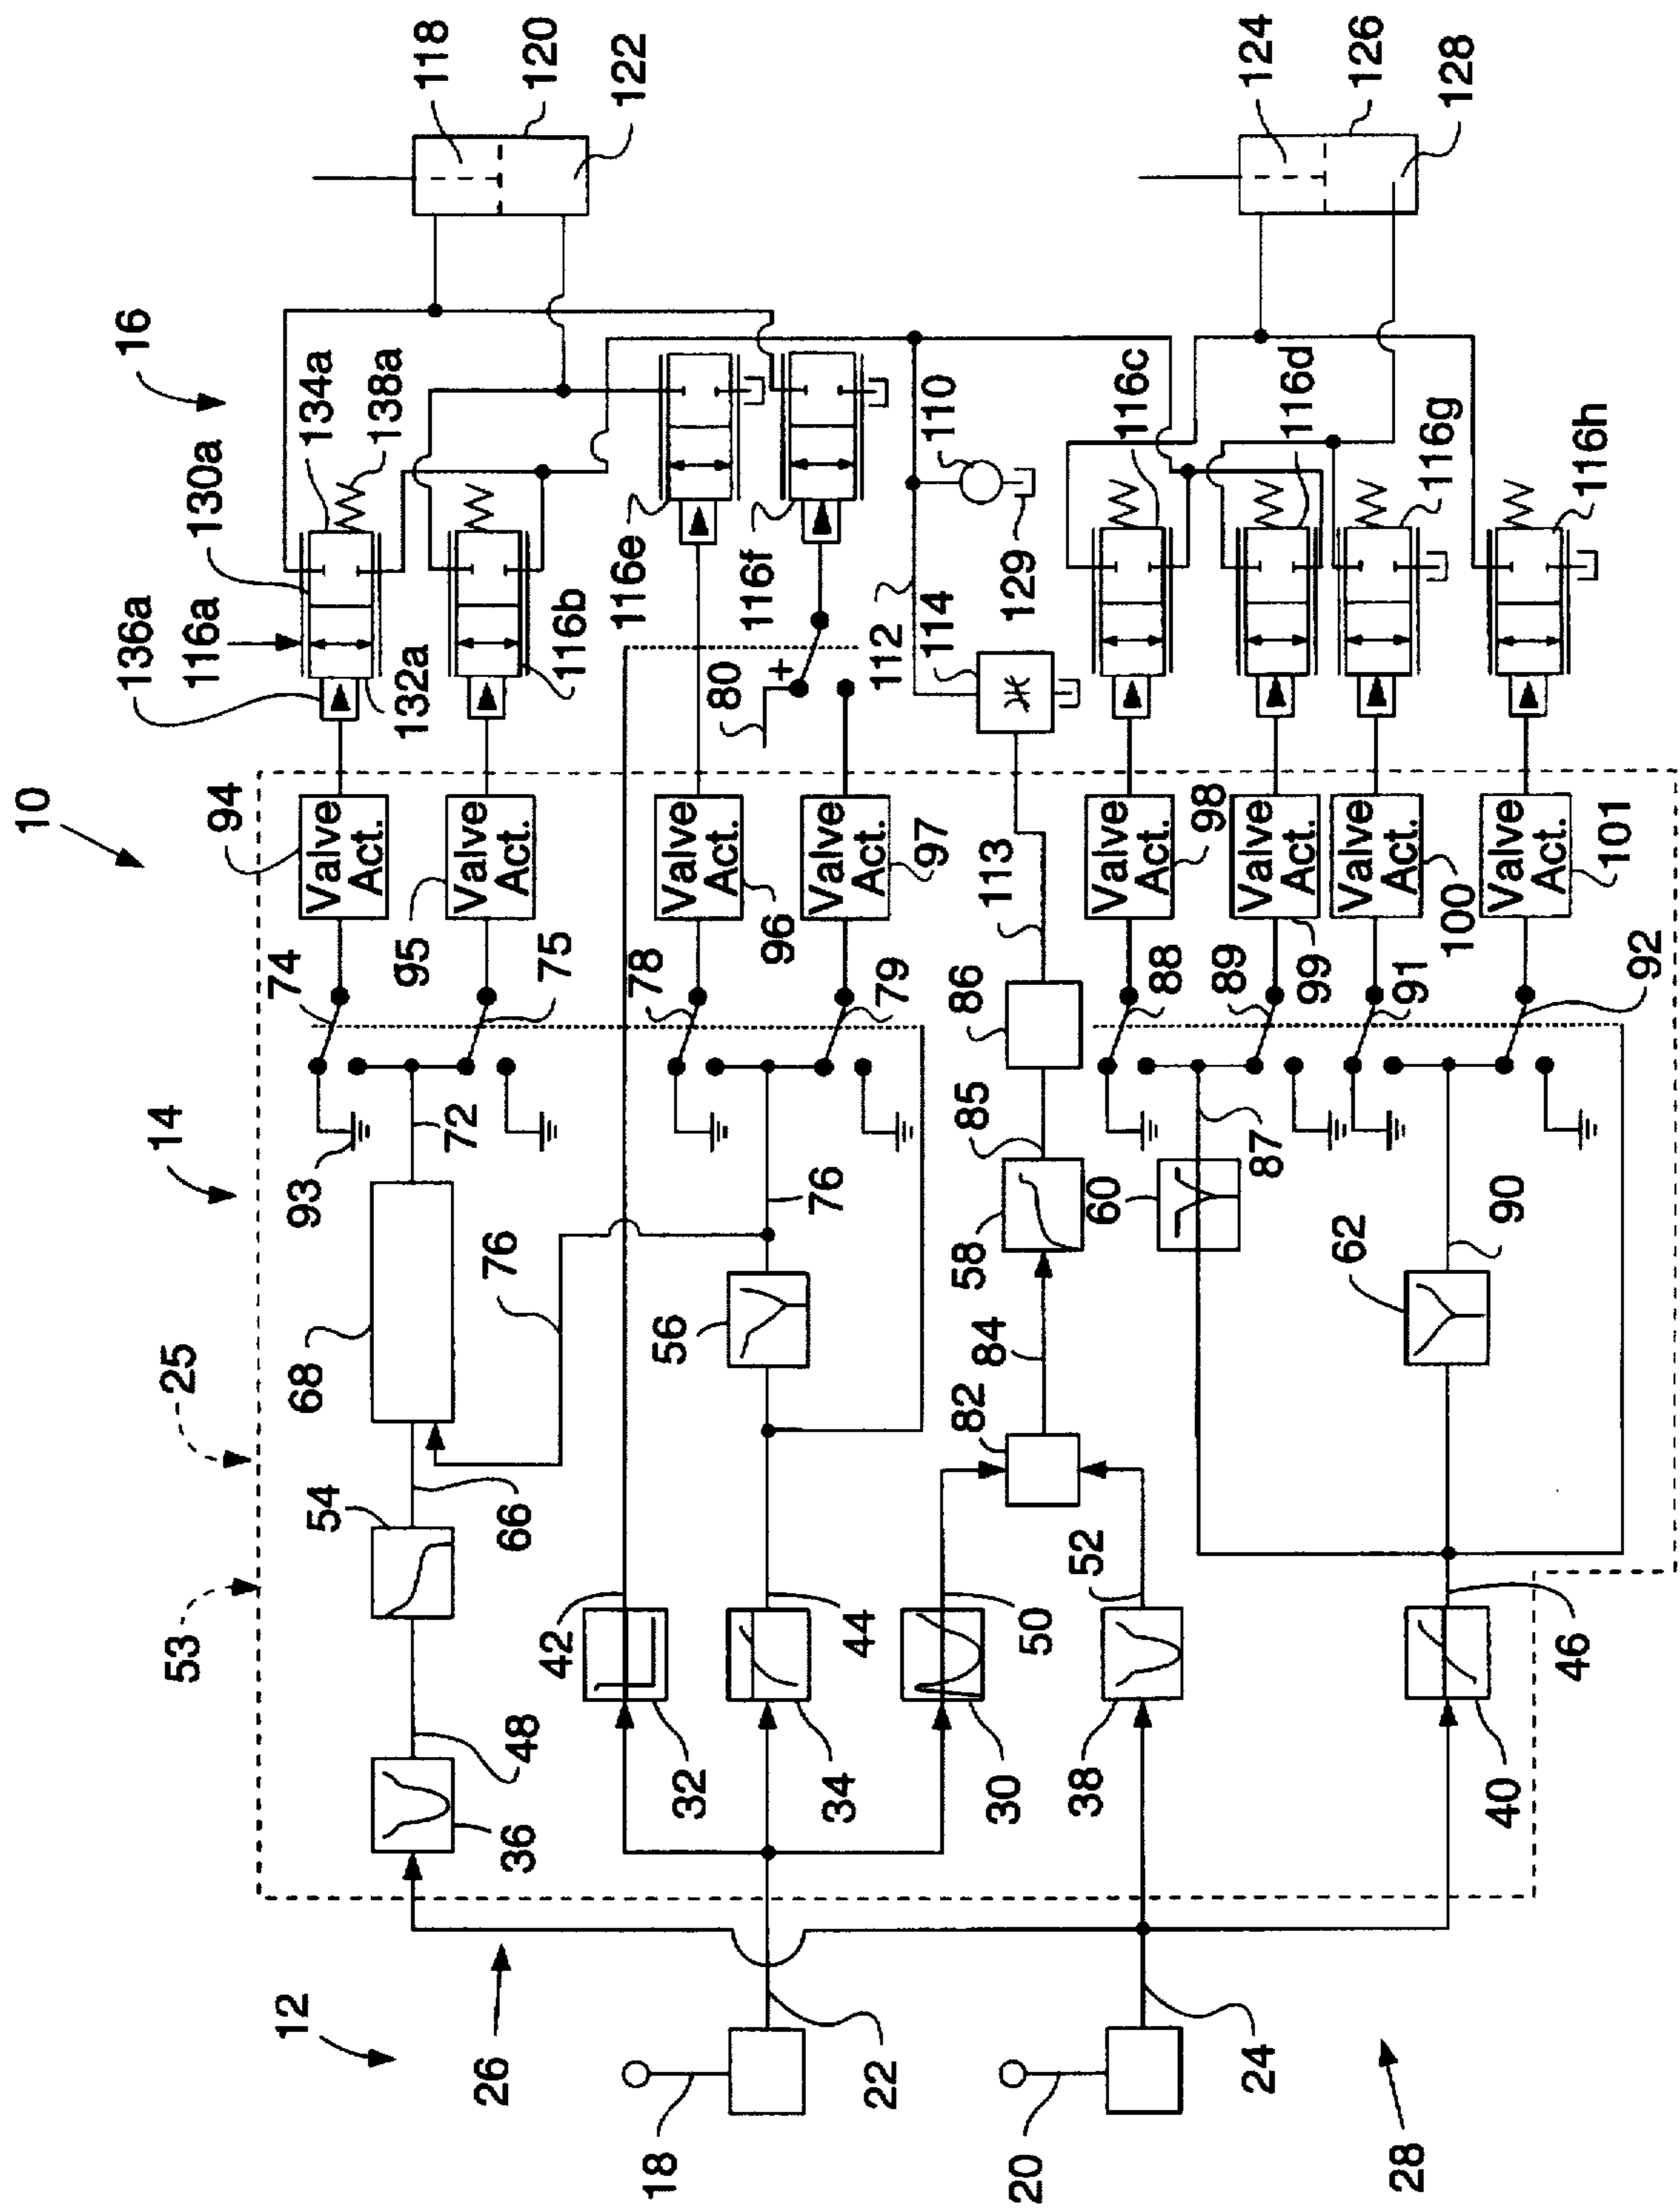 10
14
16
25
53
12
26
28
18
22
20
24
36
48
54
66
68
76
72
93
74
94
Valve
Act.
136a
116a
130a
134a
138a
132a
118
120
122
95
Valve
Act.
75
116b
42
32
34
44
56
76
78
96
Valve
Act.
79
97
Valve
Act.
80
+
116e
116f
30
50
38
52
82
84
58
85
86
113
112
114
110
129
60
87
88
98
Valve
Act.
116c
89
99
Valve
Act.
116d
91
100
Valve
Act.
116g
92
101
Valve
Act.
116h
124
126
128
40
46
62
90